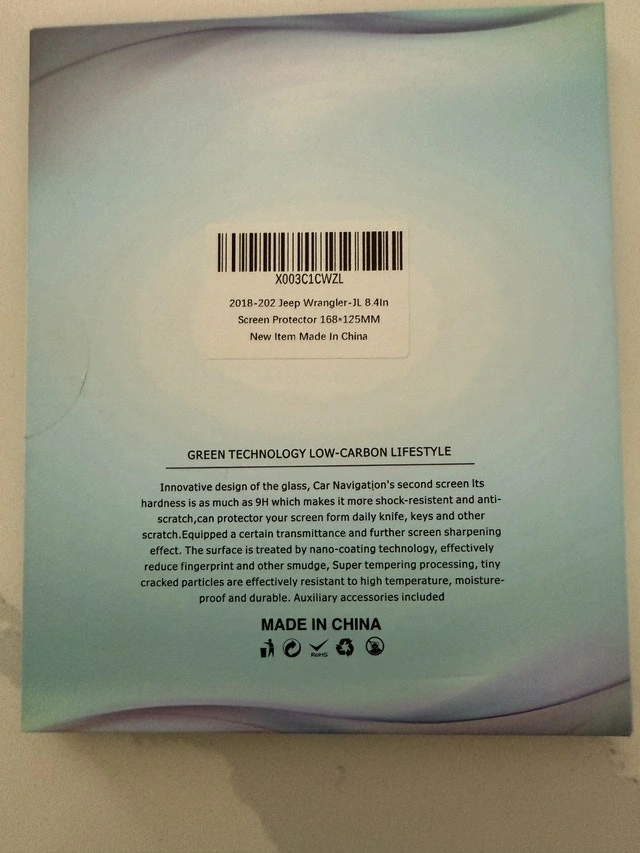 X003C1CWZL
2018-202 Jeep Wrangler-JL 8.4In
Screen Protector 168*125MM
New Item Made In China
GREEN TECHNOLOGY LOW-CARBON LIFESTYLE
Innovative design of the glass, Car Navigation's second screen Its
hardness is as much as 9H which makes it more shock-resistent and anti-
scratch,can protector your screen form daily knife, keys and other
scratch.Equipped a certain transmittance and further screen sharpening
effect. The surface is treated by nano-coating technology, effectively
reduce fingerprint and other smudge, Super tempering processing, tiny
cracked particles are effectively resistant to high temperature, moisture-
proof and durable. Auxiliary accessories included
MADE IN CHINA
RoHS